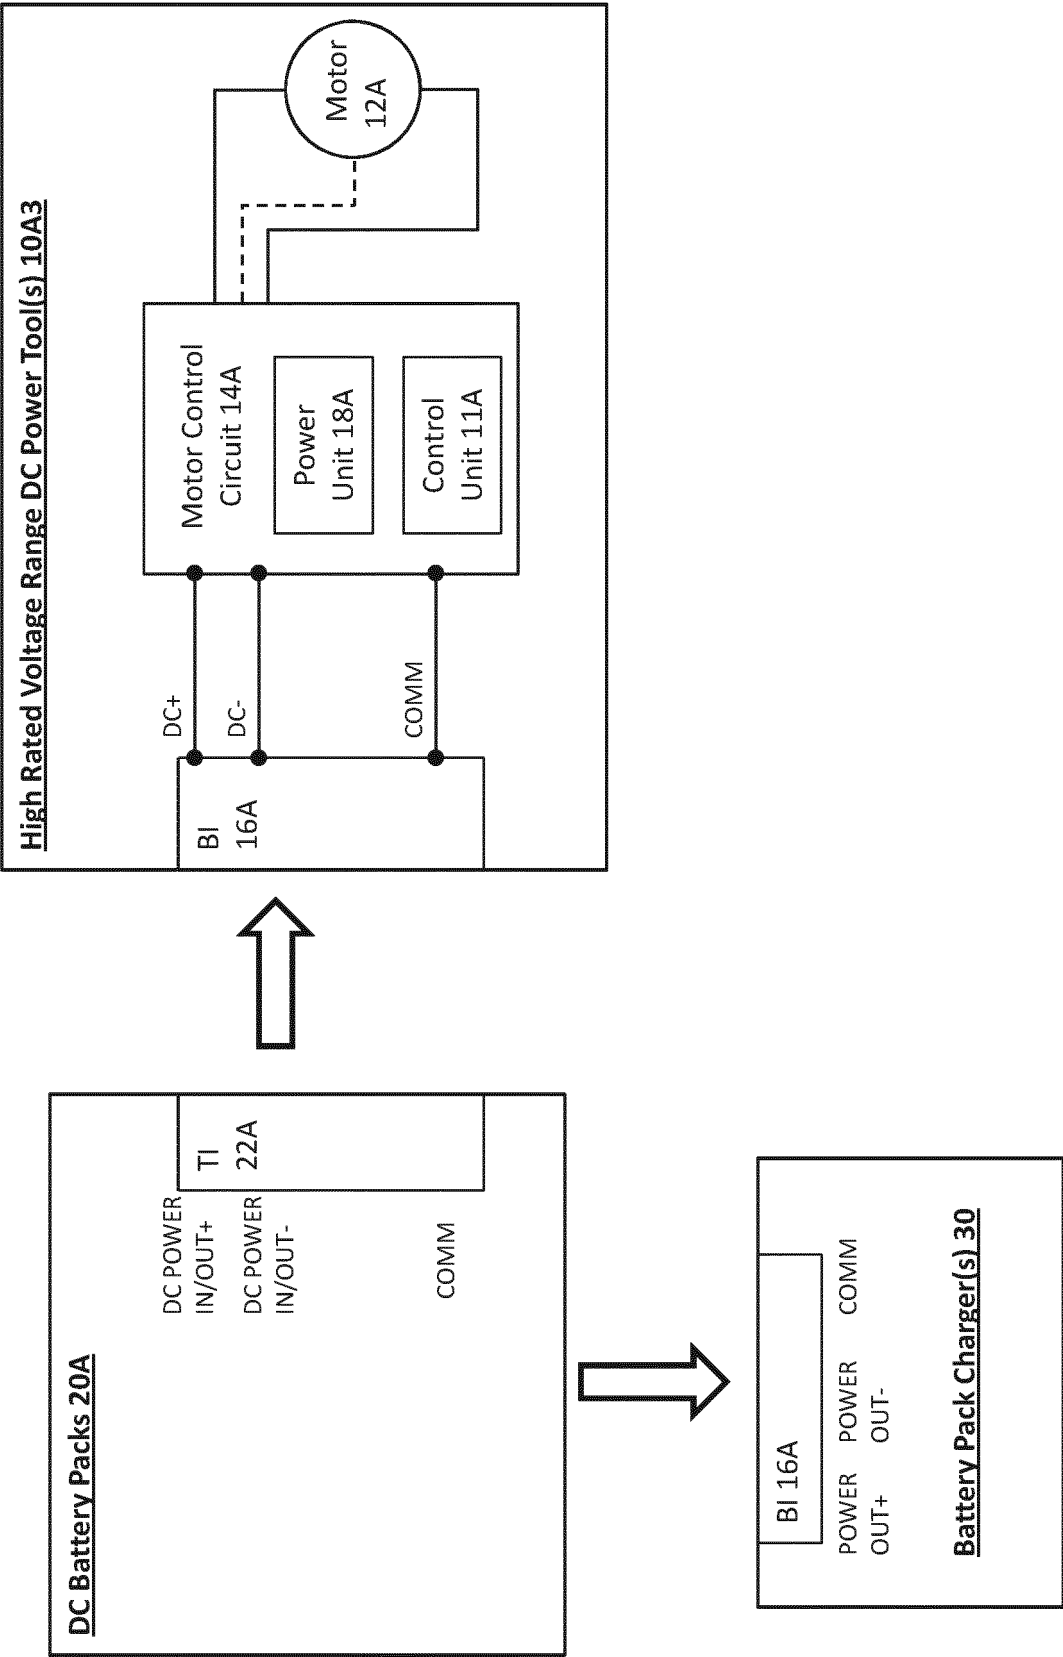 High Rated Voltage Range DC Power Tool(s) 10A3
Motor
12A
Motor Control
Circuit 14A
Power
Unit 18A
Control
Unit 11A
DC+
DC-
COMM
BI
16A
DC Battery Packs 20A
TI
22A
DC POWER
IN/OUT+
DC POWER
IN/OUT-
COMM
BI 16A
POWER
OUT+
POWER
OUT-
COMM
Battery Pack Charger(s) 30